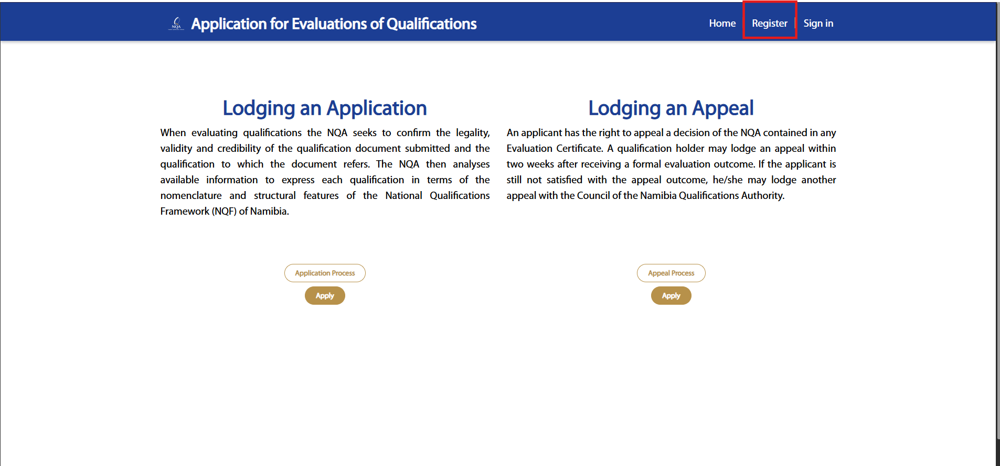 NQA
Application for Evaluations of Qualifications
Home
Register
Sign in
Lodging an Application
When evaluating qualifications the NQA seeks to confirm the legality,
validity and credibility of the qualification document submitted and the
qualification to which the document refers. The NQA then analyses
available information to express each qualification in terms of the
nomenclature and structural features of the National Qualifications
Framework (NQF) of Namibia.
Application Process
Apply
Lodging an Appeal
An applicant has the right to appeal a decision of the NQA contained in any
Evaluation Certificate. A qualification holder may lodge an appeal within
two weeks after receiving a formal evaluation outcome. If the applicant is
still not satisfied with the appeal outcome, he/she may lodge another
appeal with the Council of the Namibia Qualifications Authority.
Appeal Process
Apply